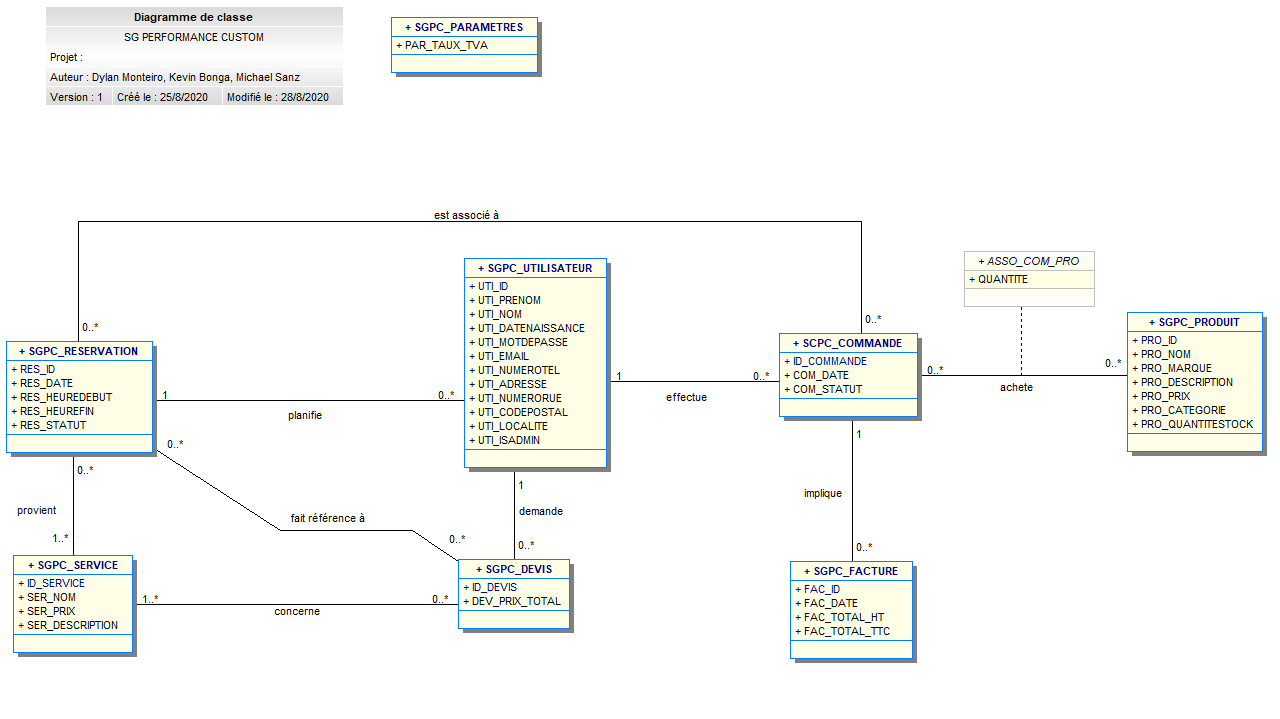 Diagramme de classe
SG PERFORMANCE CUSTOM
Projet :
Auteur : Dylan Monteiro, Kevin Bonga, Michael Sanz
Version : 1 Créé le : 25/8/2020 Modifié le : 28/8/2020
+ SGPC_PARAMETRES
+ PAR_TAUX_TVA
est associé à
0..*
0..*
+ SGPC_RESERVATION
+ RES_ID
+ RES_DATE
+ RES_HEUREDEBUT
+ RES_HEUREFIN
+ RES_STATUT
1
0..*
planifie
+ SGPC_UTILISATEUR
+ UTI_ID
+ UTI_PRENOM
+ UTI_NOM
+ UTI_DATENAISSANCE
+ UTI_MOTDEPASSE
+ UTI_EMAIL
+ UTI_NUMEROTEL
+ UTI_ADRESSE
+ UTI_NUMERORUE
+ UTI_CODEPOSTAL
+ UTI_LOCALITE
+ UTI_ISADMIN
1
0..*
effectue
+ SCPC_COMMANDE
+ ID_COMMANDE
+ COM_DATE
+ COM_STATUT
0..*
0..*
achete
+ ASSO_COM_PRO
+ QUANTITE
+ SGPC_PRODUIT
+ PRO_ID
+ PRO_NOM
+ PRO_MARQUE
+ PRO_DESCRIPTION
+ PRO_PRIX
+ PRO_CATEGORIE
+ PRO_QUANTITESTOCK
0..*
provient
1..*
0..*
fait référence à
0..*
1
demande
0..*
1
implique
0..*
+ SGPC_SERVICE
+ ID_SERVICE
+ SER_NOM
+ SER_PRIX
+ SER_DESCRIPTION
1..*
0..*
concerne
+ SGPC_DEVIS
+ ID_DEVIS
+ DEV_PRIX_TOTAL
+ SGPC_FACTURE
+ FAC_ID
+ FAC_DATE
+ FAC_TOTAL_HT
+ FAC_TOTAL_TTC